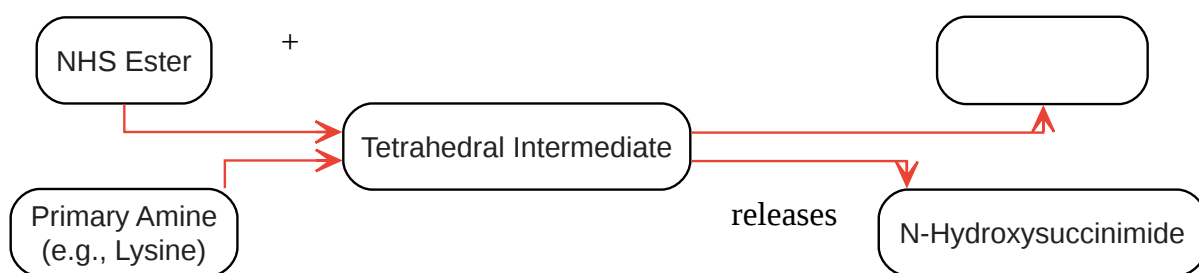 NHS Ester
+
Tetrahedral Intermediate
Primary Amine
(e.g., Lysine)
releases
N-Hydroxysuccinimide